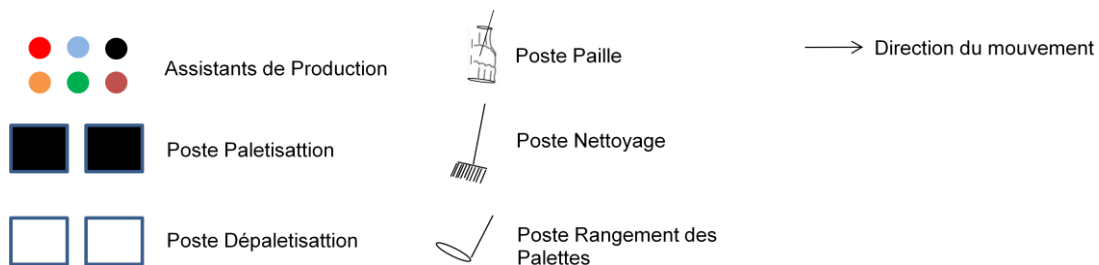 Assistants de Production
Poste Paletisattion
Poste Dépaletisattion
Poste Paille
Poste Nettoyage
Poste Rangement des
Palettes
Direction du mouvement